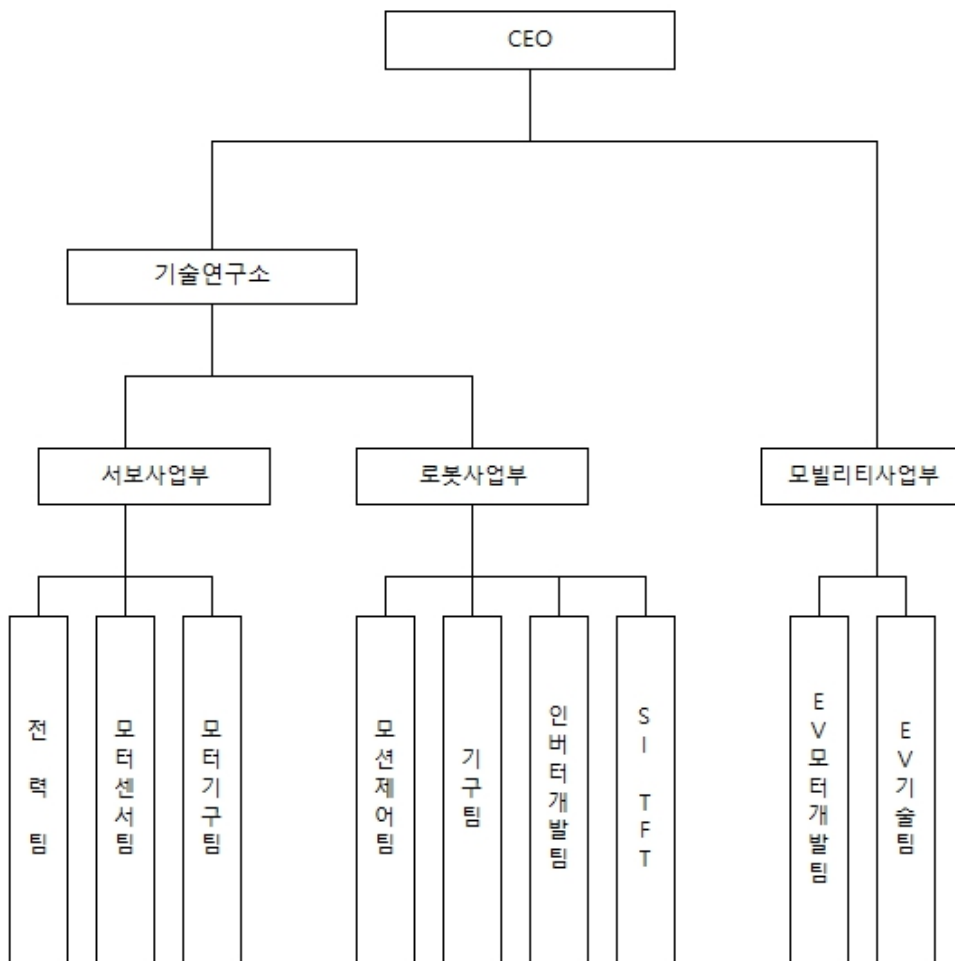 CEO
기술연구소
서보사업부
로봇사업부
모빌리티사업부
전력팀
모터센서팀
모터기구팀
모션제어팀
기구팀
인버터개발팀
SI TFT
EV모터개발팀
EV기술팀